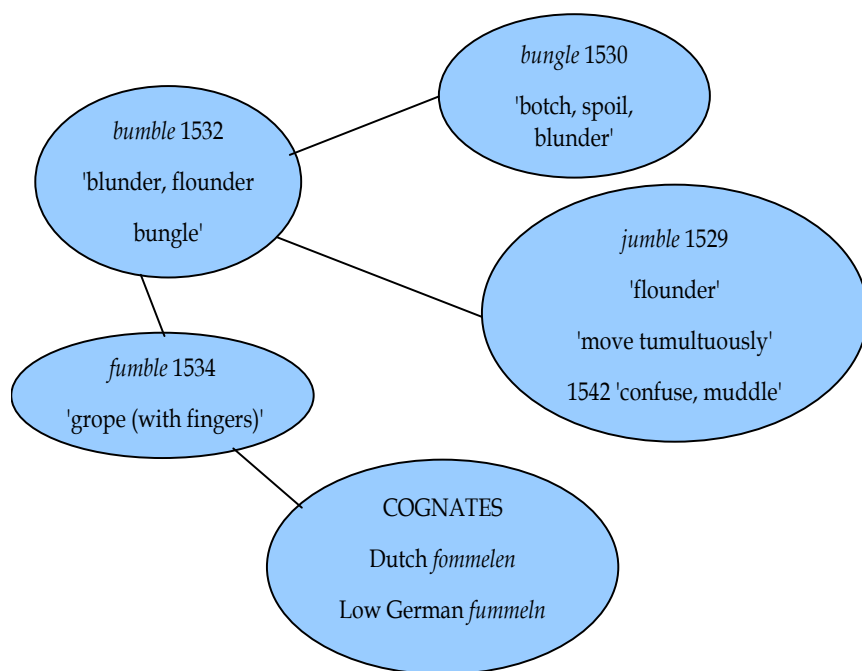 bungle 1530
'botch, spoil,
blunder'
bumble 1532
'blunder, flounder
bungle'
jumble 1529
'flounder'
'move tumultuously'
1542 'confuse, muddle'
fumble 1534
'grope (with fingers)'
COGNATES
Dutch fommelen
Low German fummeln